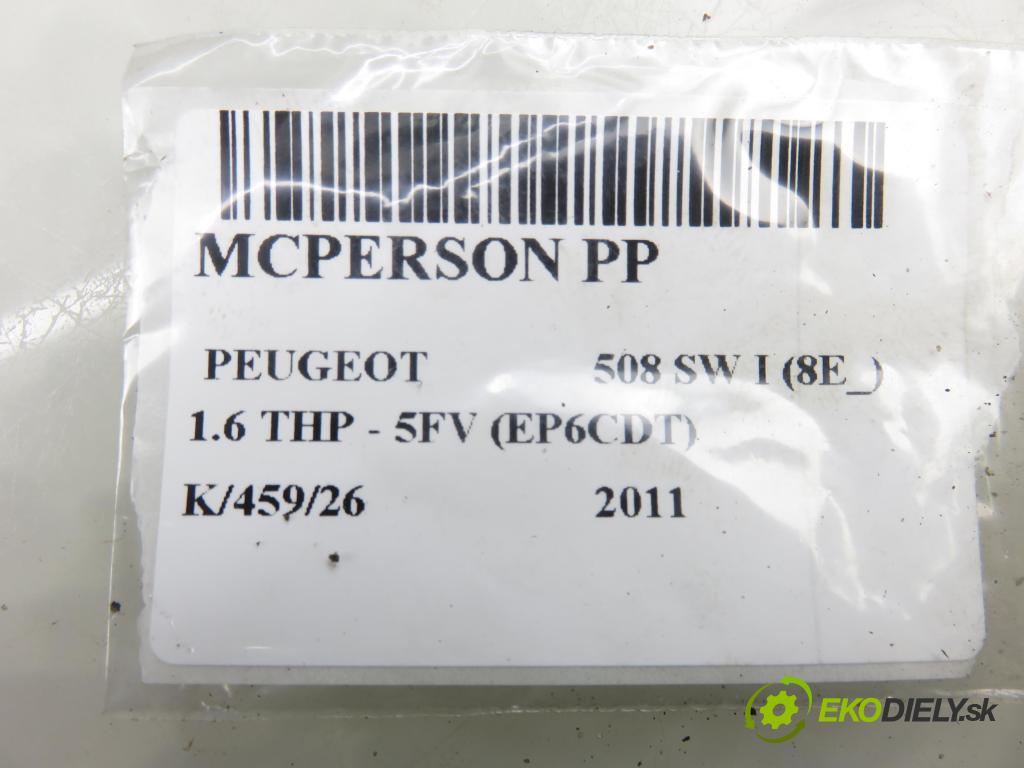 MCPERSON PP
PEUGEOT 508 SW I (8E_)
1.6 THP - 5FV (EP6CDT)
K/459/26 2011
EKODIELY.sk